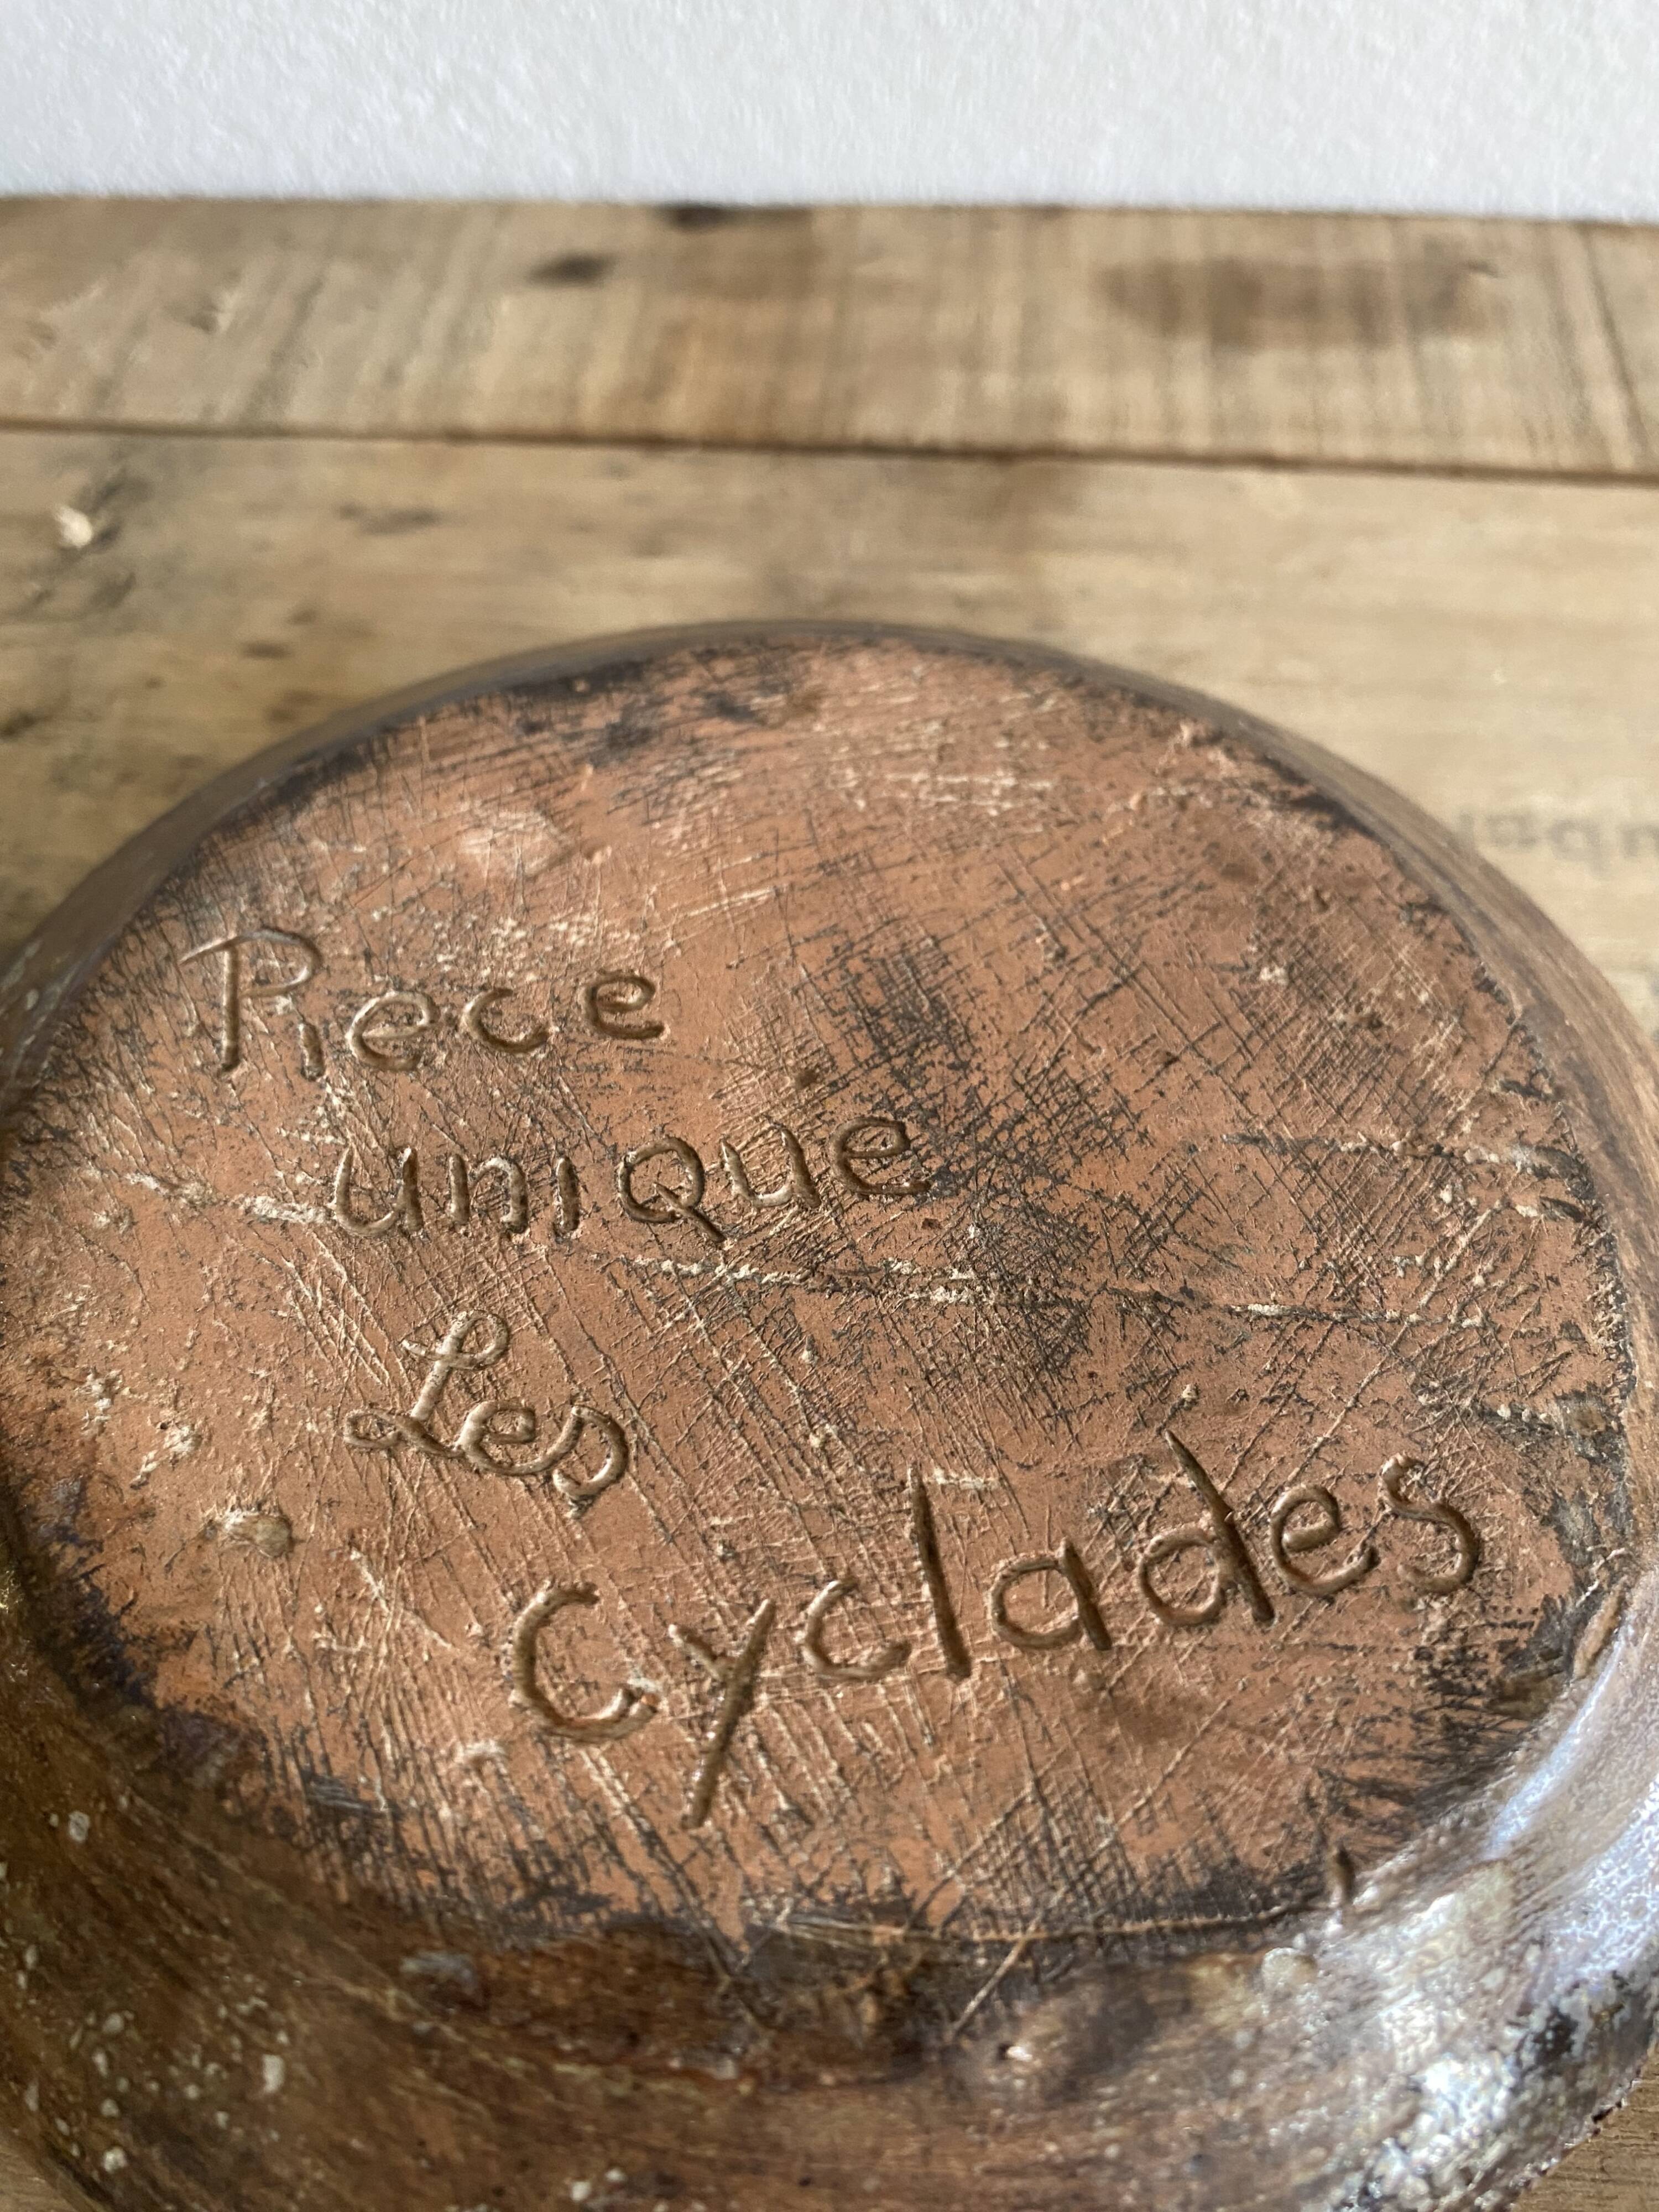 Piece
unique
Les
Cyclades